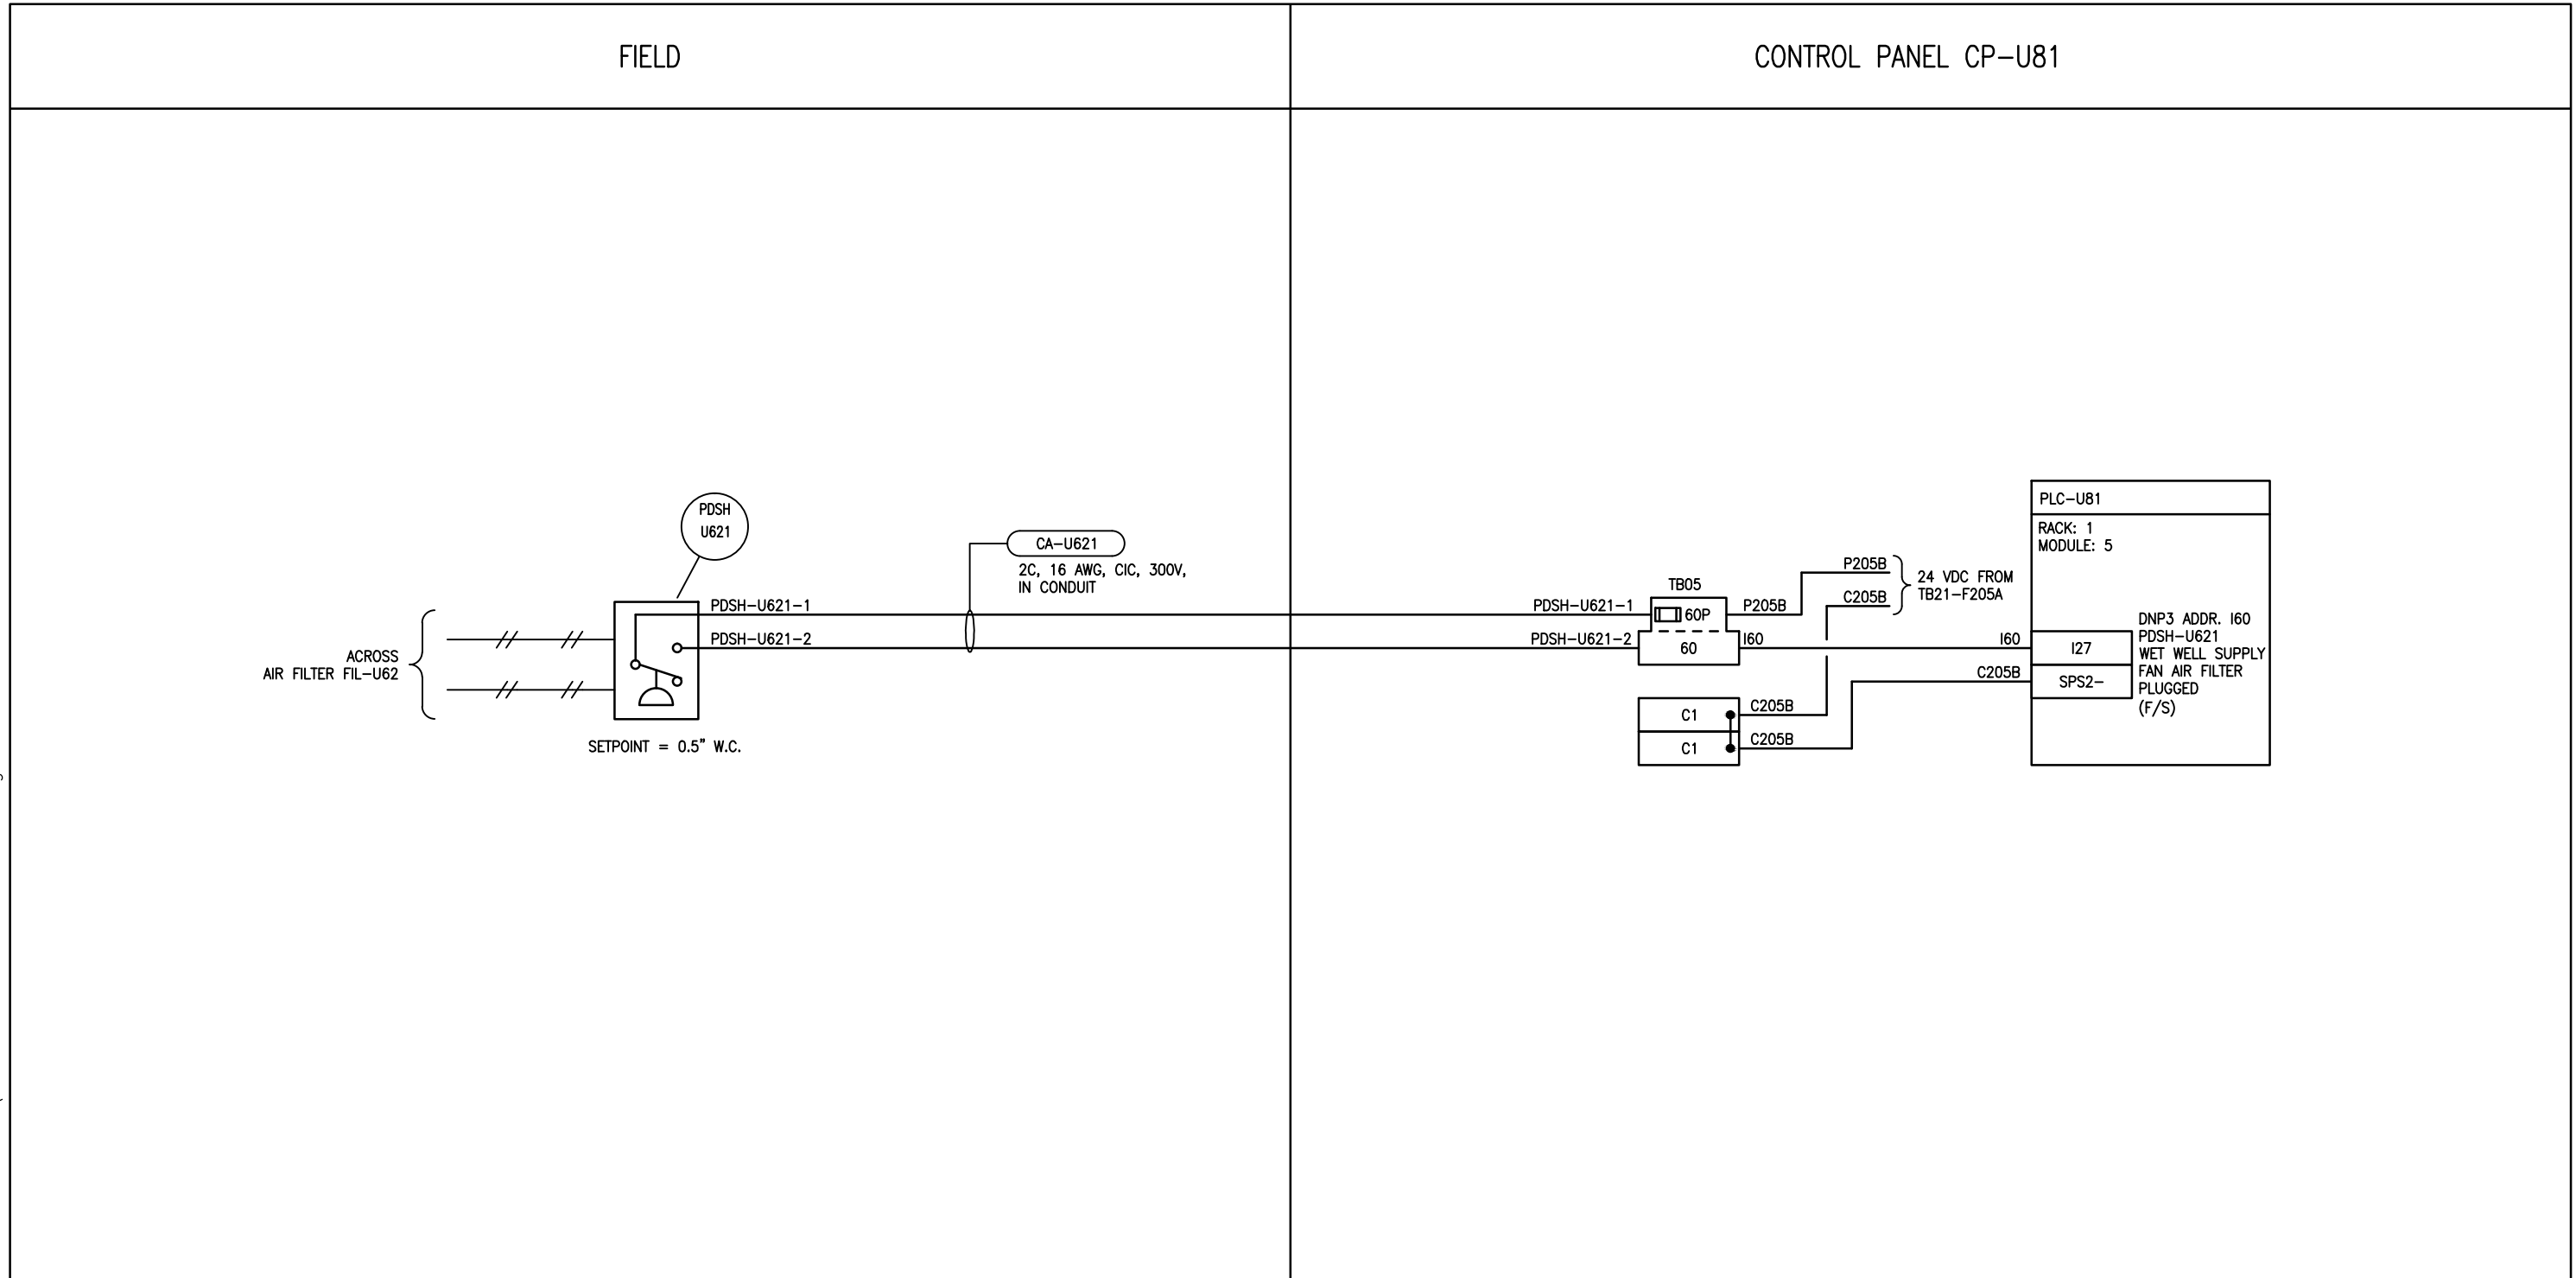 FIELD
CONTROL PANEL CP-U81
PDSH
U621
CA-U621
2C, 16 AWG, CIC, 300V,
IN CONDUIT
PDSH-U621-1
PDSH-U621-2
ACROSS
AIR FILTER FIL-U62
SETPOINT = 0.5" W.C.
PDSH-U621-1
PDSH-U621-2
TB05
60P
60
P205B
I60
P205B
C205B
24 VDC FROM
TB21-F205A
C1
C1
C205B
C205B
I60
C205B
PLC-U81
RACK: 1
MODULE: 5
I27
SPS2-
DNP3 ADDR. I60
PDSH-U621
WET WELL SUPPLY
FAN AIR FILTER
PLUGGED
(F/S)